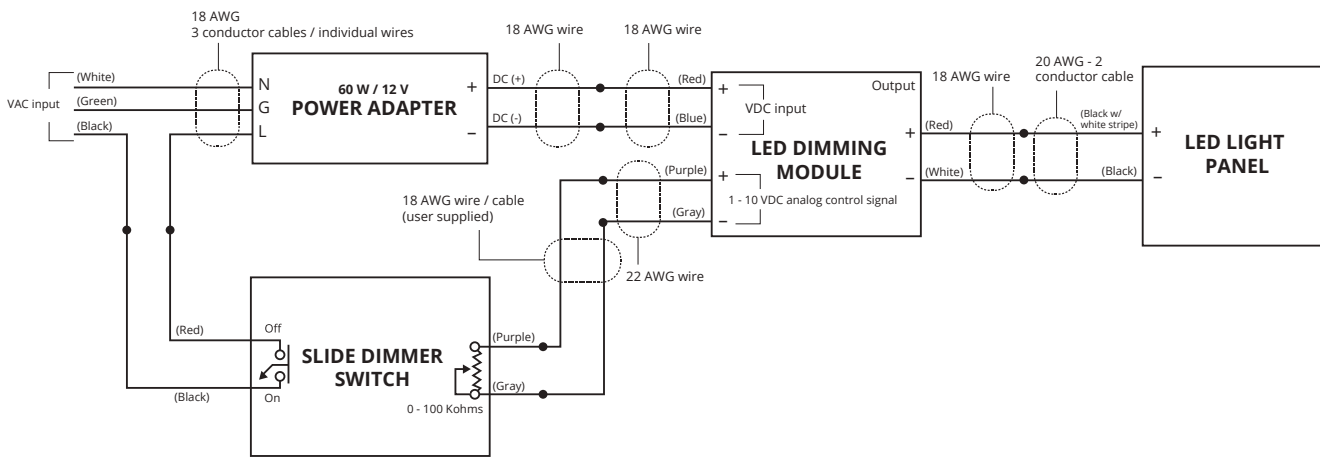 18 AWG
3 conductor cables / individual wires
18 AWG wire
18 AWG wire
20 AWG - 2
conductor cable
18 AWG wire
VAC input
(White)
(Green)
(Black)
N
G
L
60 W / 12 V
POWER ADAPTER
+
−
DC (+)
DC (-)
(Red)
(Blue)
+
−
VDC input
Output
LED DIMMING
MODULE
(Purple)
(Gray)
+
−
1 - 10 VDC analog control signal
+
−
(Red)
(White)
(Black w/
white stripe)
(Black)
+
−
LED LIGHT
PANEL
18 AWG wire / cable
(user supplied)
22 AWG wire
(Red)
(Black)
Off
On
SLIDE DIMMER
SWITCH
(Purple)
(Gray)
0 - 100 Kohms